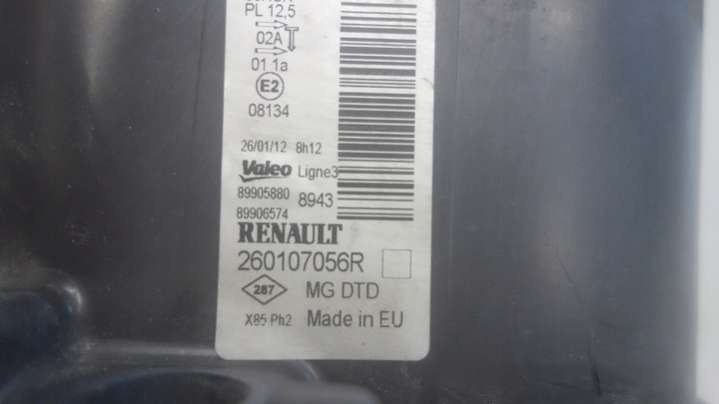 PL 12,5
02A
01 1a
E2
08134
26/01/12 8h12
Valeo Ligne3
89905880
8943
89906574
RENAULT
260107056R
287 MG DTD
X85 Ph2 Made in EU